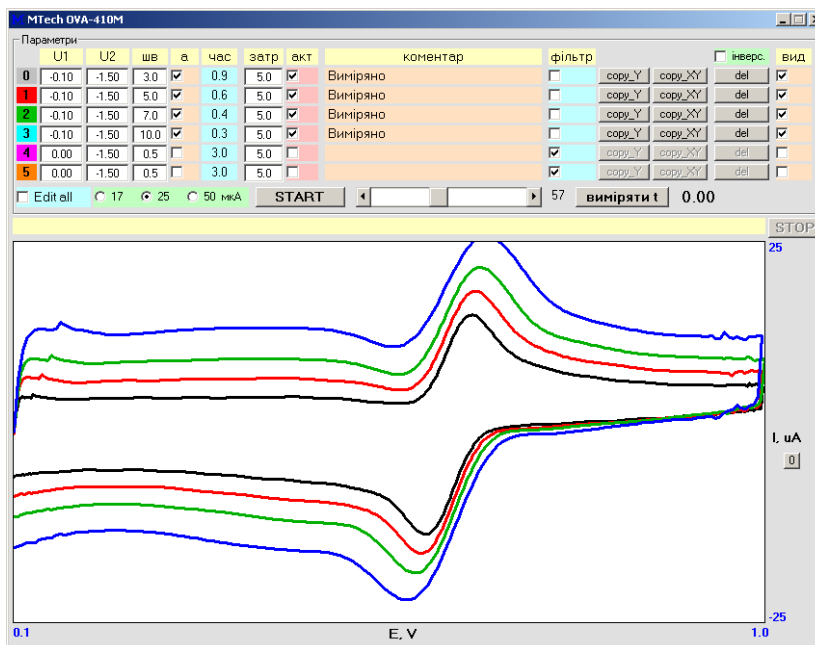 MTech OVA-410M
Параметри
U1 U2 шв а час затр акт коментар фільтр інверс. вид
0 -0.10 -1.50 3.0 0.9 5.0 Виміряно copy_Y copy_XY del
1 -0.10 -1.50 5.0 0.6 5.0 Виміряно copy_Y copy_XY del
2 -0.10 -1.50 7.0 0.4 5.0 Виміряно copy_Y copy_XY del
3 -0.10 -1.50 10.0 0.3 5.0 Виміряно copy_Y copy_XY del
4 0.00 -1.50 0.5 3.0 5.0 copy_Y copy_XY del
5 0.00 -1.50 0.5 3.0 5.0 copy_Y copy_XY del
Edit all 17 25 50 мкА START 57 виміряти t 0.00
STOP
25
I, uA
0
-25
0.1 E, V 1.0